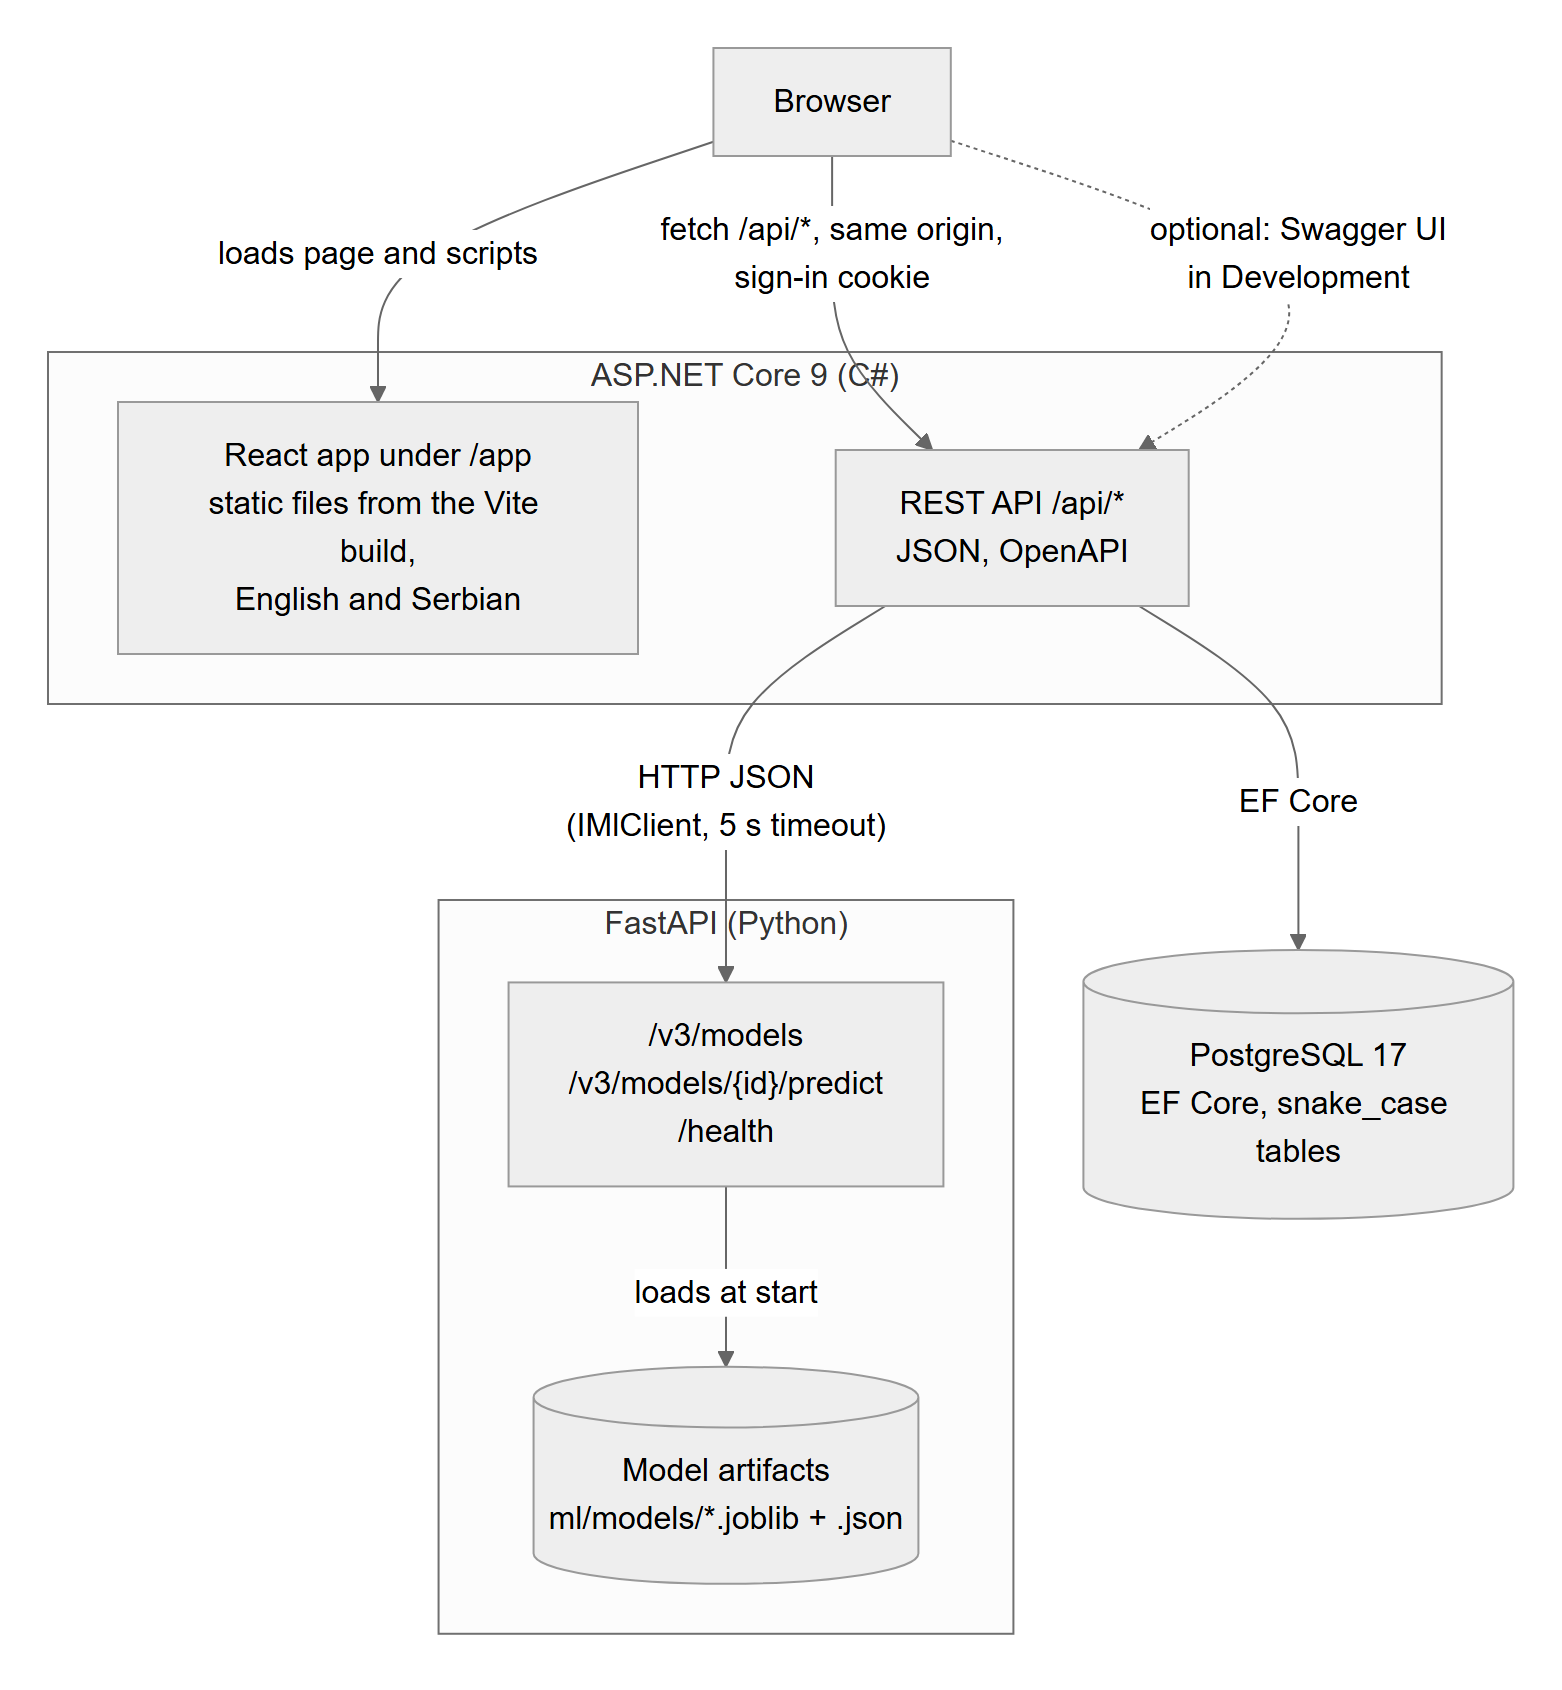 Browser
loads page and scripts
fetch /api/*, same origin,
sign-in cookie
optional: Swagger UI
in Development
ASP.NET Core 9 (C#)
React app under /app
static files from the Vite
build,
English and Serbian
REST API /api/*
JSON, OpenAPI
HTTP JSON
(IMlClient, 5 s timeout)
EF Core
FastAPI (Python)
/v3/models
/v3/models/{id}/predict
/health
PostgreSQL 17
EF Core, snake_case
tables
loads at start
Model artifacts
ml/models/*.joblib + .json